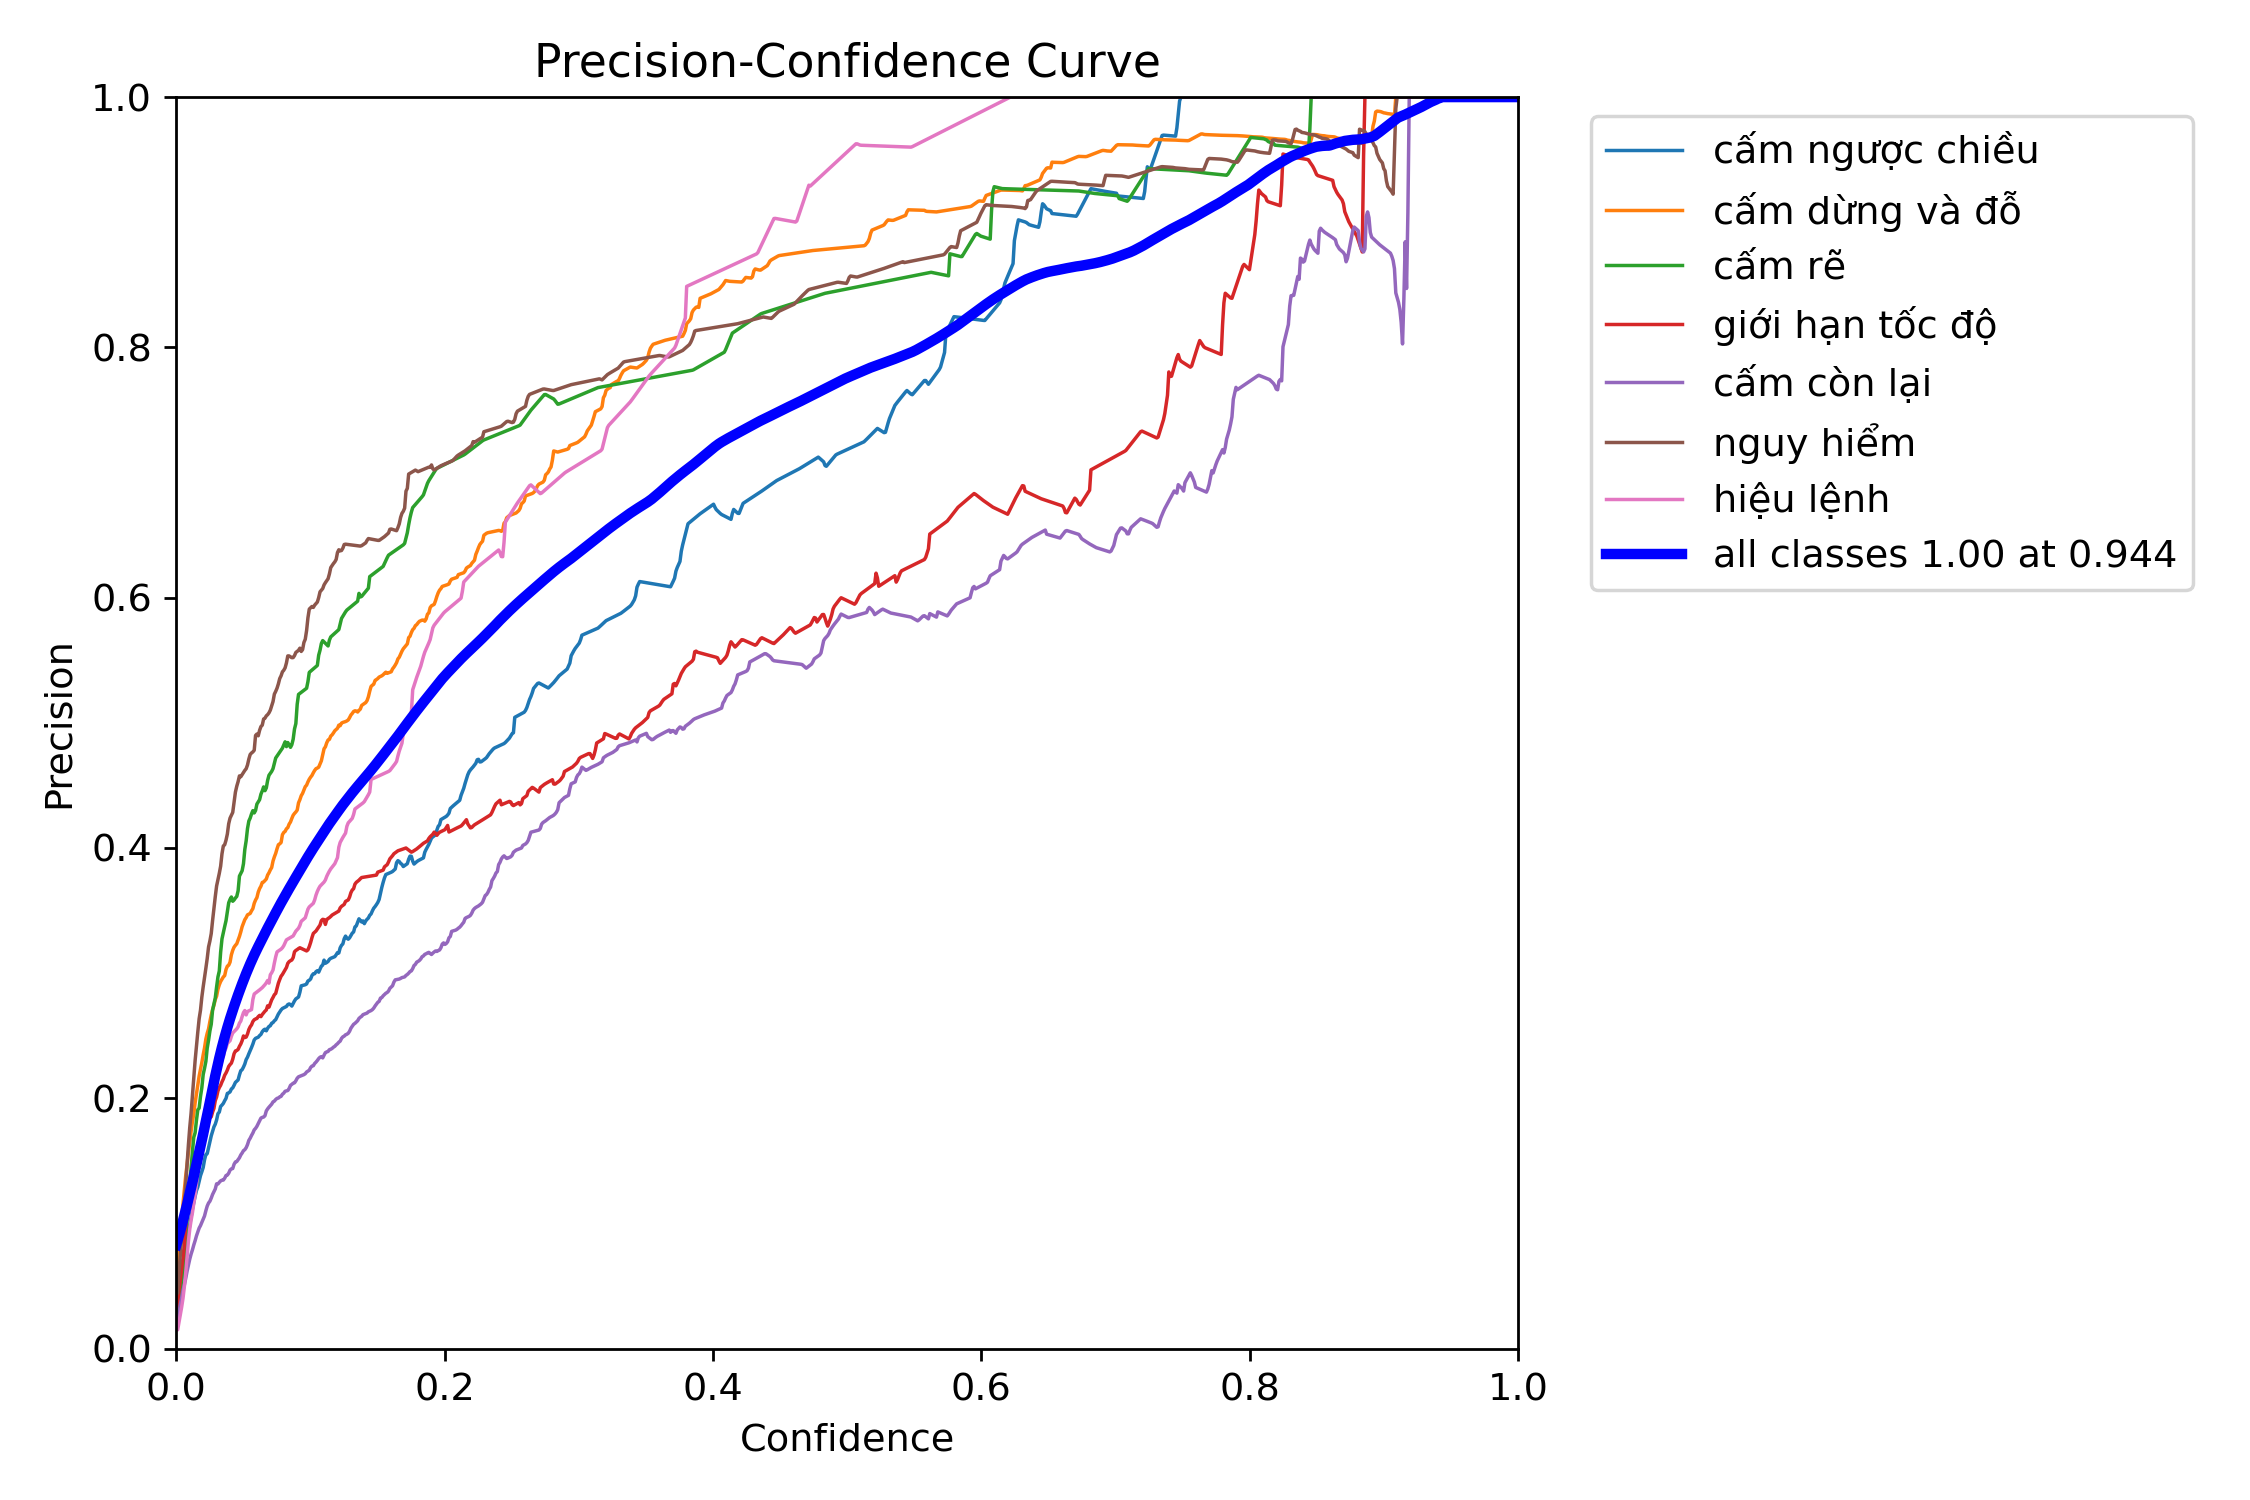 Precision-Confidence Curve
1.0
0.8
0.6
0.4
0.2
0.0
Precision
0.0 0.2 0.4 0.6 0.8 1.0
Confidence
cấm ngược chiều
cấm dừng và đỗ
cấm rẽ
giới hạn tốc độ
cấm còn lại
nguy hiểm
hiệu lệnh
all classes 1.00 at 0.944